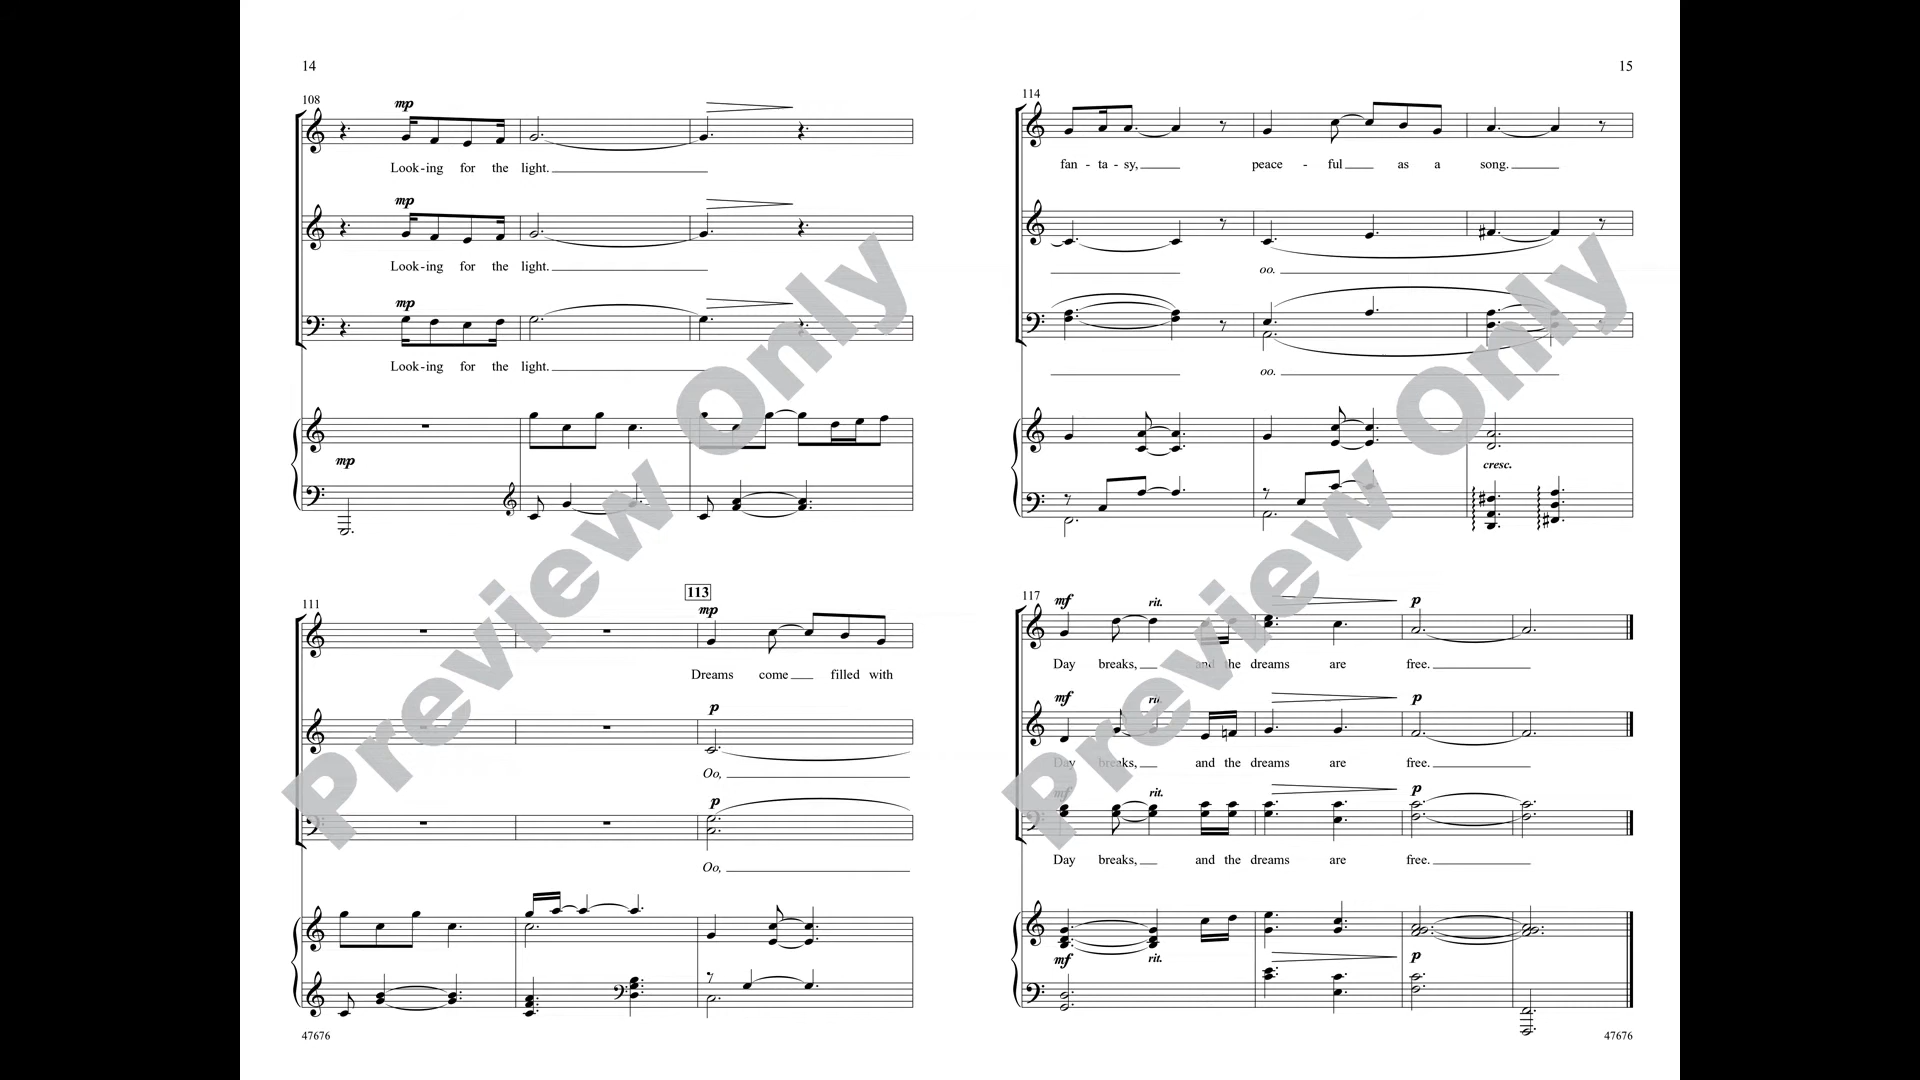 14
108
mp
Look-ing for the light.
mp
Look-ing for the light.
mp
Look-ing for the light.
mp
111
113
mp
Dreams come filled with
p
Oo,
p
Oo,
47676
Preview Only
15
114
fan - ta - sy, peace - ful as a song.
oo.
oo.
cresc.
117
mf rit. p
Day breaks, and the dreams are free.
mf rit. p
Day breaks, and the dreams are free.
mf rit. p
Day breaks, and the dreams are free.
mf rit. p
47676
Preview Only